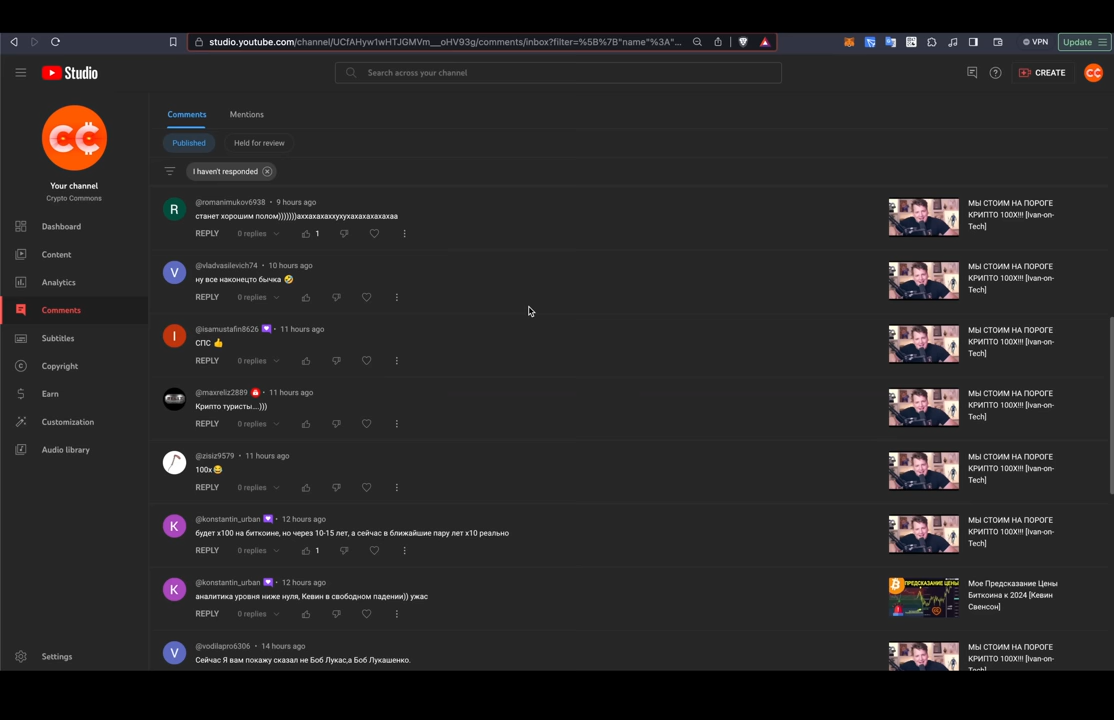 studio.youtube.com/channel/UCfAHyw1wHTJGMVm__oHV93g/comments/inbox?filter=%5B%7B"name"%3A"...
VPN
Update
Studio
Search across your channel
CREATE
CC
CC
Your channel
Crypto Commons
Dashboard
Content
Analytics
Comments
Subtitles
Copyright
Earn
Customization
Audio library
Settings
Comments Mentions
Published Held for review
I haven't responded
R
@romanimukov6938 • 9 hours ago
станет хорошим полом)))))))аххахахаххухухахахахахахаа
REPLY 0 replies 1
МЫ СТОИМ НА ПОРОГЕ
КРИПТО 100X!!! [Ivan-on-
Tech]
V
@vladvasilevich74 • 10 hours ago
ну все наконецто бычка 🤣
REPLY 0 replies
МЫ СТОИМ НА ПОРОГЕ
КРИПТО 100X!!! [Ivan-on-
Tech]
I
@isamustafin8626 • 11 hours ago
СПС 👍
REPLY 0 replies
МЫ СТОИМ НА ПОРОГЕ
КРИПТО 100X!!! [Ivan-on-
Tech]
@maxreliz2889 • 11 hours ago
Крипто туристы...)))
REPLY 0 replies
МЫ СТОИМ НА ПОРОГЕ
КРИПТО 100X!!! [Ivan-on-
Tech]
@zisiz9579 • 11 hours ago
100х😂
REPLY 0 replies
МЫ СТОИМ НА ПОРОГЕ
КРИПТО 100X!!! [Ivan-on-
Tech]
K
@konstantin_urban • 12 hours ago
будет х100 на биткоине, но через 10-15 лет, а сейчас в ближайшие пару лет х10 реально
REPLY 0 replies 1
МЫ СТОИМ НА ПОРОГЕ
КРИПТО 100X!!! [Ivan-on-
Tech]
K
@konstantin_urban • 12 hours ago
аналитика уровня ниже нуля, Кевин в свободном падении)) ужас
REPLY 0 replies
ПРЕДСКАЗАНИЕ ЦЕНЫ
Мое Предсказание Цены
Биткоина к 2024 [Кевин
Свенсон]
V
@vodilapro6306 • 14 hours ago
Сейчас Я вам покажу сказал не Боб Лукас,а Боб Лукашенко.
МЫ СТОИМ НА ПОРОГЕ
КРИПТО 100X!!! [Ivan-on-
Tech]